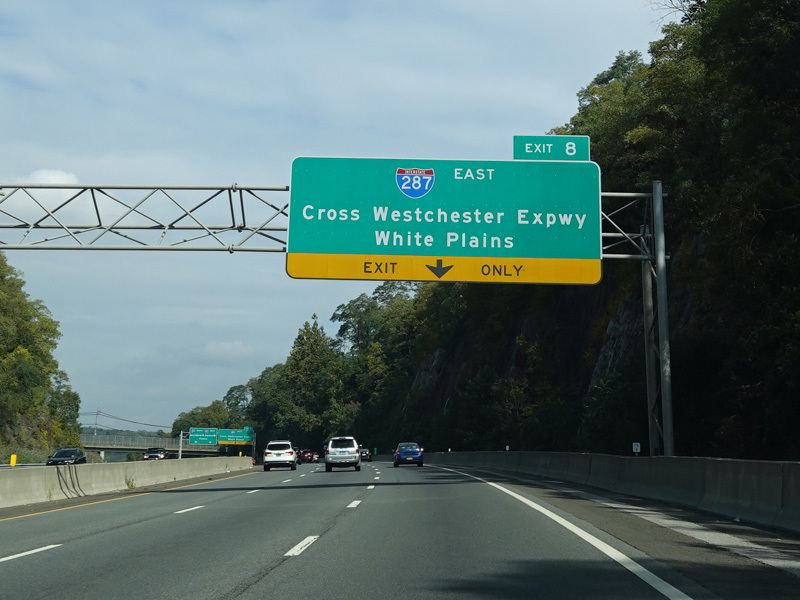 EXIT 8
INTERSTATE
287
EAST
Cross Westchester Expwy
White Plains
EXIT ONLY